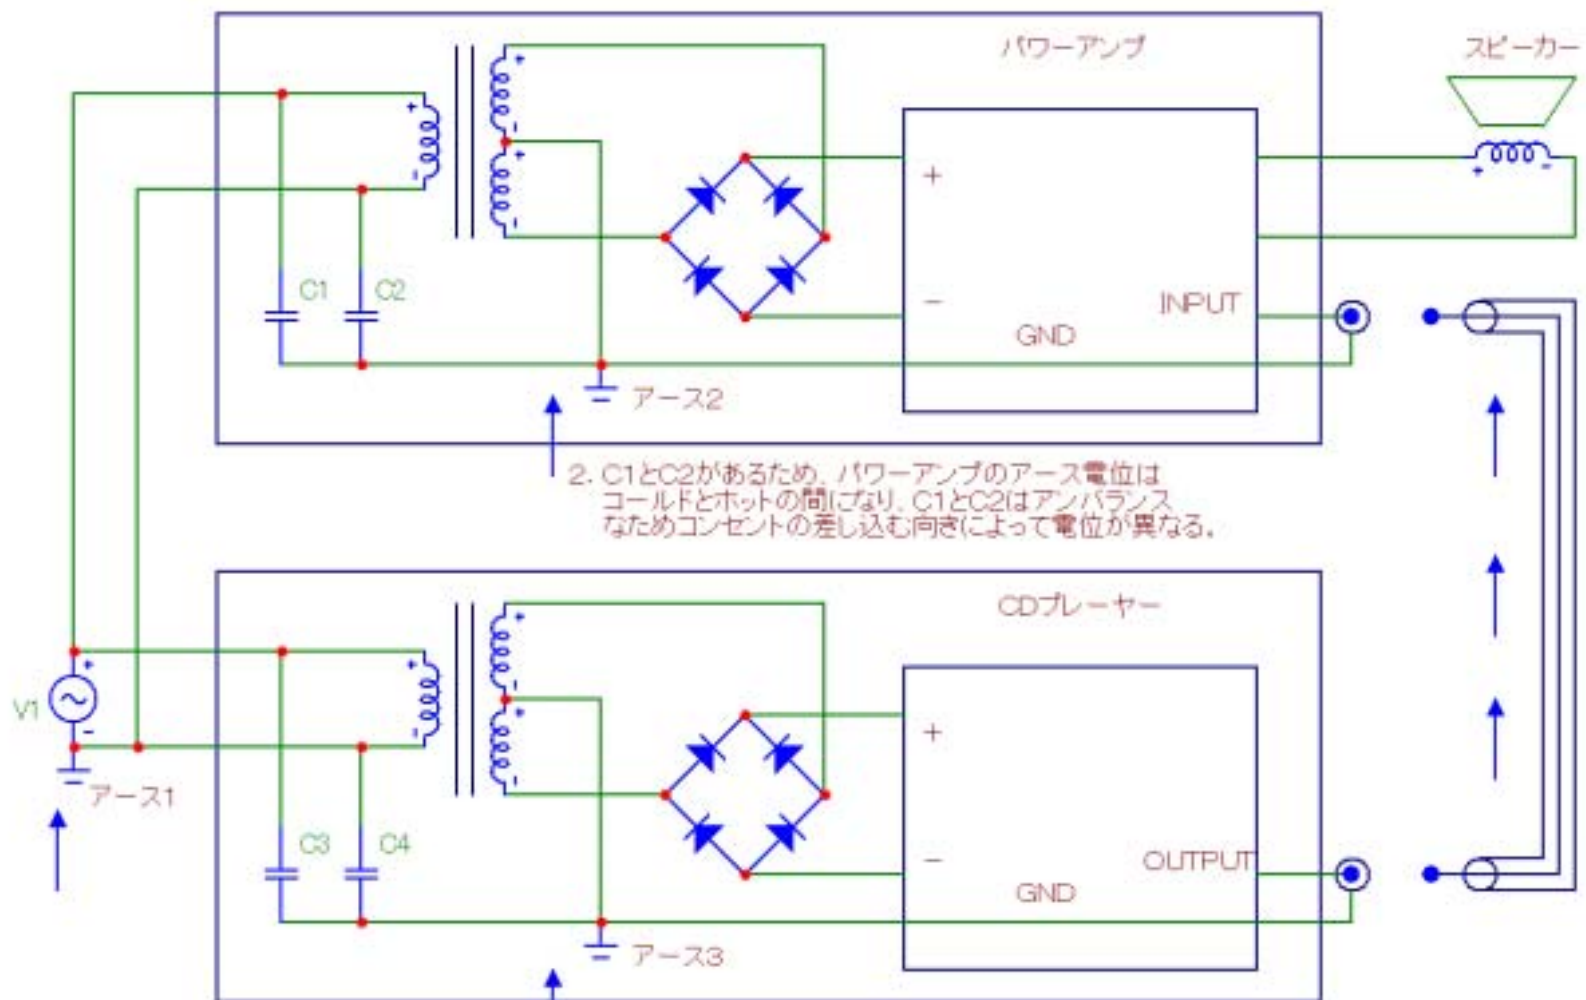 パワーアンプ
スピーカー
+
−
C1
C2
INPUT
GND
アース2
2. C1とC2があるため、パワーアンプのアース電位は
コールドとホットの間になり、C1とC2はアンバランス
なためコンセントの差し込む向きによって電位が異なる。
CDプレーヤー
V1
+
−
アース1
C3
C4
OUTPUT
GND
アース3